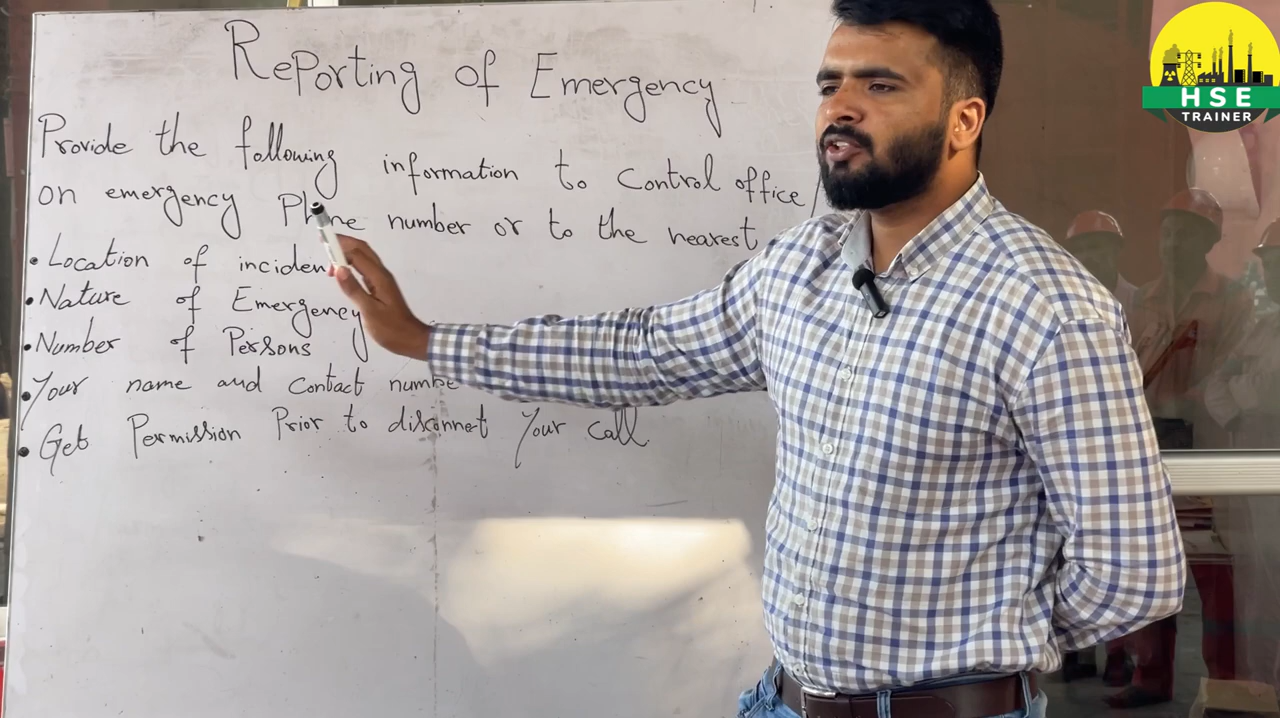 Reporting of Emergency
Provide the following information to Control office
on emergency Phone number or to the nearest
• Location of inciden
• Nature of Emergency
• Number of Persons
• Your name and Contact numbe
• Get Permission Prior to disconnet Your Call
HSE
TRAINER